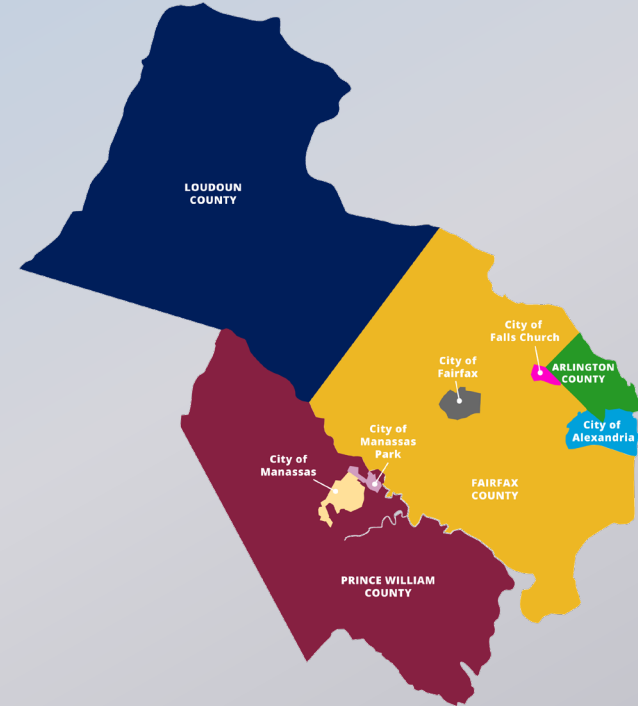 LOUDOUN
COUNTY
City of
Falls Church
ARLINGTON
COUNTY
City of
Fairfax
City of
Alexandria
City of
Manassas
Park
City of
Manassas
FAIRFAX
COUNTY
PRINCE WILLIAM
COUNTY